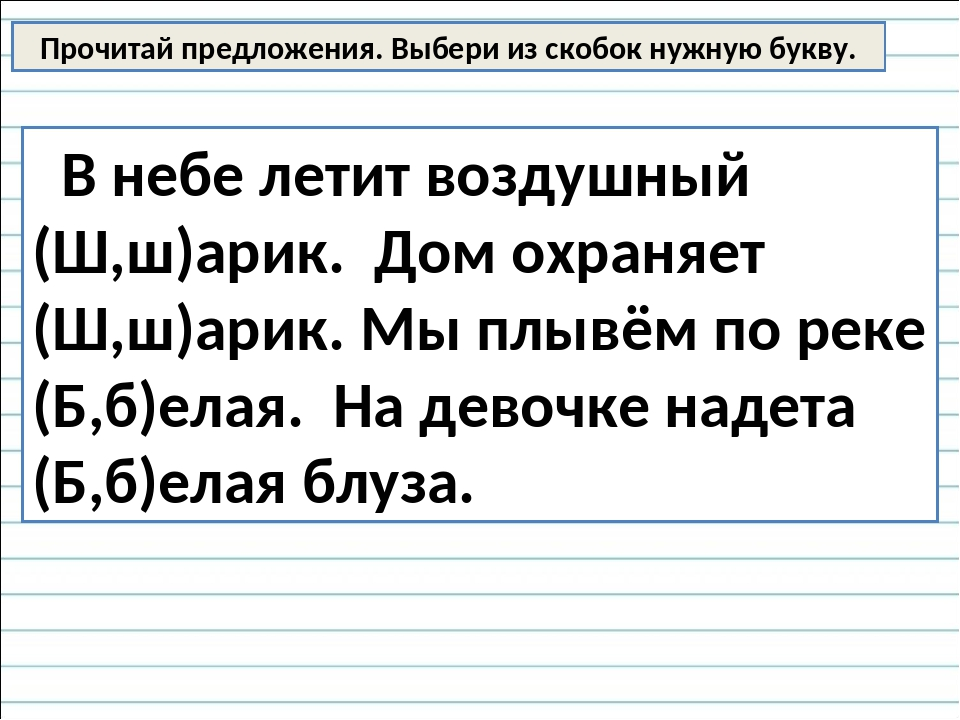 Прочитай предложения. Выбери из скобок нужную букву.
В небе летит воздушный
(Ш,ш)арик. Дом охраняет
(Ш,ш)арик. Мы плывём по реке
(Б,б)елая. На девочке надета
(Б,б)елая блуза.